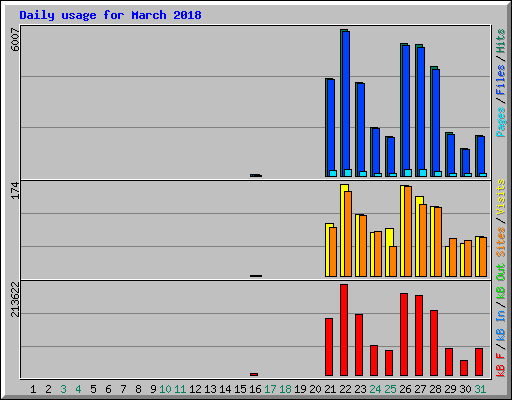 Daily usage for March 2018
6007
174
213622
Pages / Files / Hits
Sites / Visits
kB F / kB In / kB Out
1 2 3 4 5 6 7 8 9 10 11 12 13 14 15 16 17 18 19 20 21 22 23 24 25 26 27 28 29 30 31